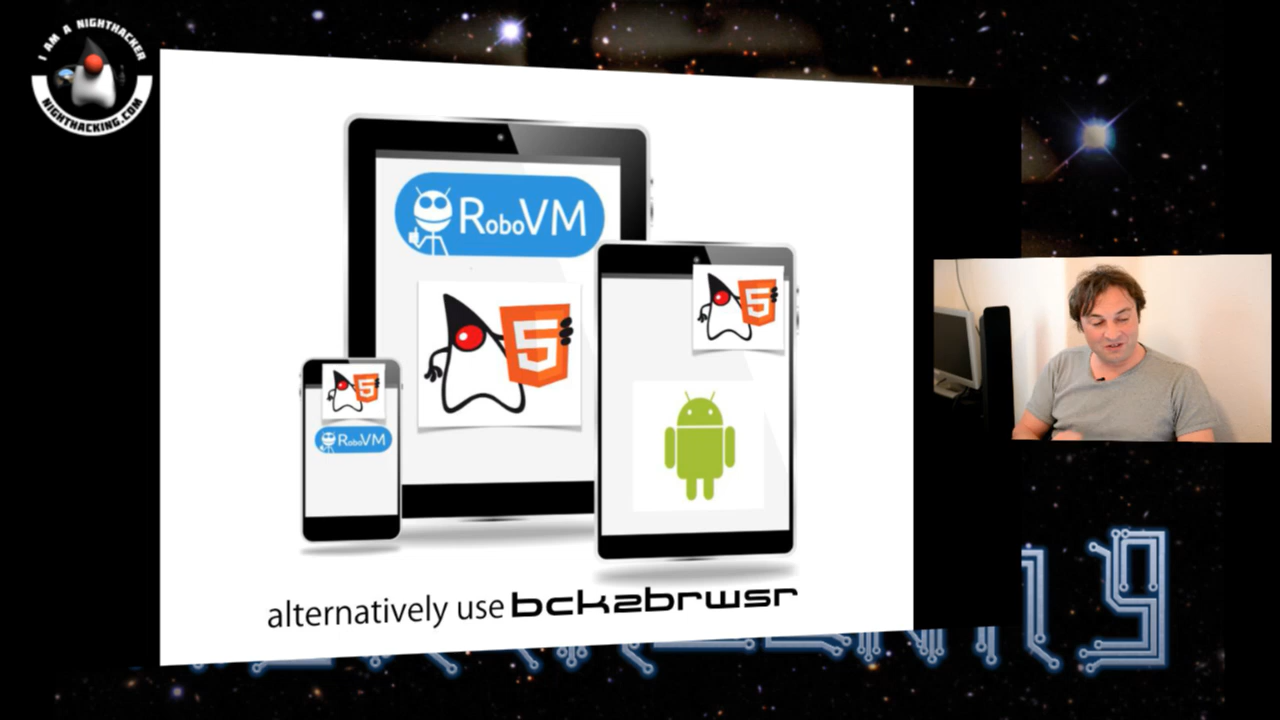 I AM A NIGHTHACKER
NIGHTHACKING.COM
RoboVM
5
5
5
RoboVM
alternatively use bck2brwsr